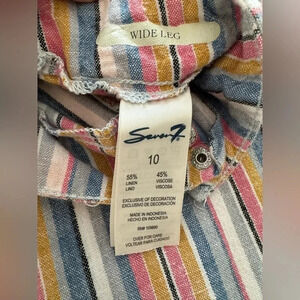 WIDE LEG
Seven7.
10
55% 45%
LINEN VISCOSE
LINO VISCOSA
EXCLUSIVE OF DECORATION
EXCLUSIVO DE DECORACION
MADE IN INDONESIA
HECHO EN INDONESIA
OVER FOR CARE
VOLTEAR PARA CUIDADO